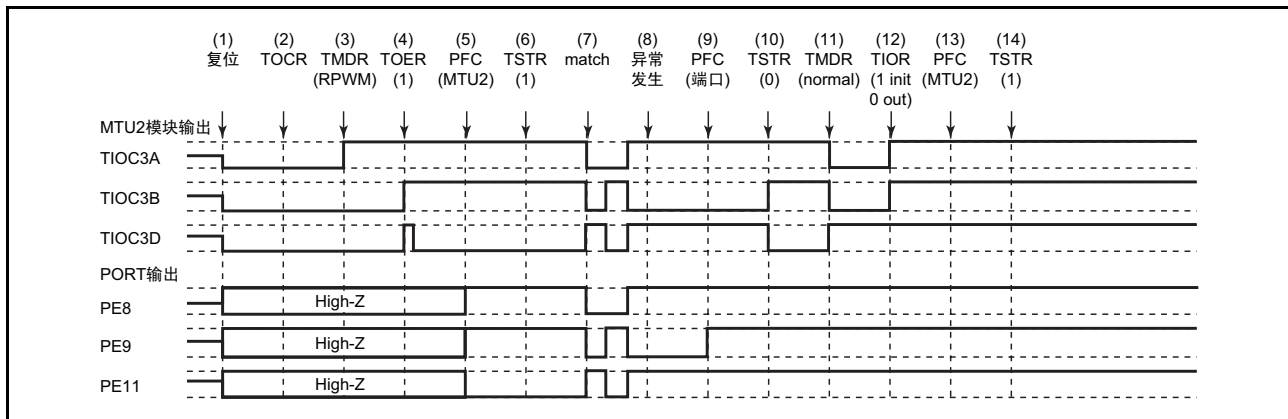 (1) (2) (3) (4) (5) (6) (7) (8) (9) (10) (11) (12) (13) (14)
复位 TOCR TMDR TOER PFC TSTR match 异常 PFC TSTR TMDR TIOR PFC TSTR
(RPWM) (1) (MTU2) (1) 发生 (端口) (0) (normal) (1 init (MTU2) (1)
0 out)
MTU2模块输出
TIOC3A
TIOC3B
TIOC3D
PORT输出
PE8 High-Z
PE9 High-Z
PE11 High-Z